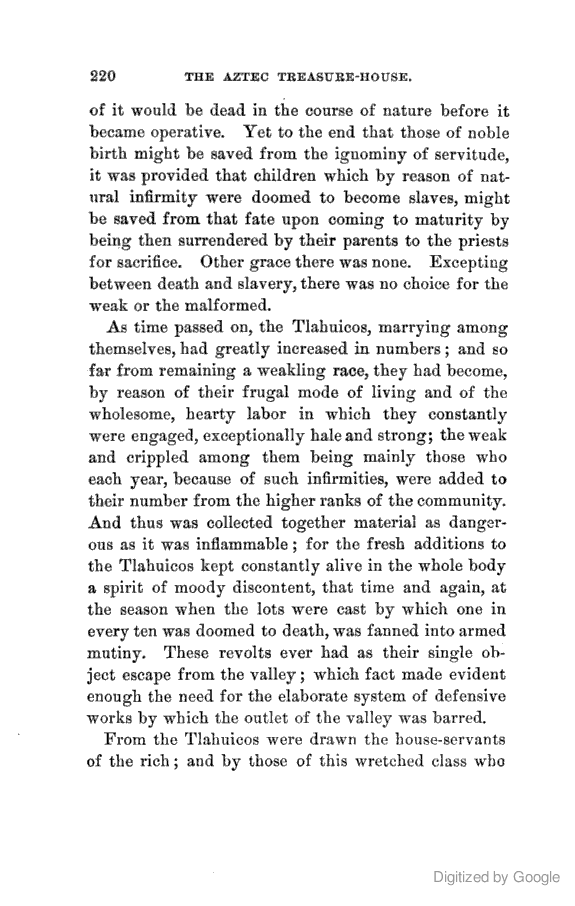 220 THE AZTEC TREASURE-HOUSE.
of it would be dead in the course of nature before it
became operative. Yet to the end that those of noble
birth might be saved from the ignominy of servitude,
it was provided that children which by reason of nat-
ural infirmity were doomed to become slaves, might
be saved from that fate upon coming to maturity by
being then surrendered by their parents to the priests
for sacrifice. Other grace there was none. Excepting
between death and slavery, there was no choice for the
weak or the malformed.
As time passed on, the Tlahuicos, marrying among
themselves, had greatly increased in numbers; and so
far from remaining a weakling race, they had become,
by reason of their frugal mode of living and of the
wholesome, hearty labor in which they constantly
were engaged, exceptionally hale and strong; the weak
and crippled among them being mainly those who
each year, because of such infirmities, were added to
their number from the higher ranks of the community.
And thus was collected together material as danger-
ous as it was inflammable; for the fresh additions to
the Tlahuicos kept constantly alive in the whole body
a spirit of moody discontent, that time and again, at
the season when the lots were cast by which one in
every ten was doomed to death, was fanned into armed
mutiny. These revolts ever had as their single ob-
ject escape from the valley; which fact made evident
enough the need for the elaborate system of defensive
works by which the outlet of the valley was barred.
From the Tlahuicos were drawn the house-servants
of the rich; and by those of this wretched class who
Digitized by Google